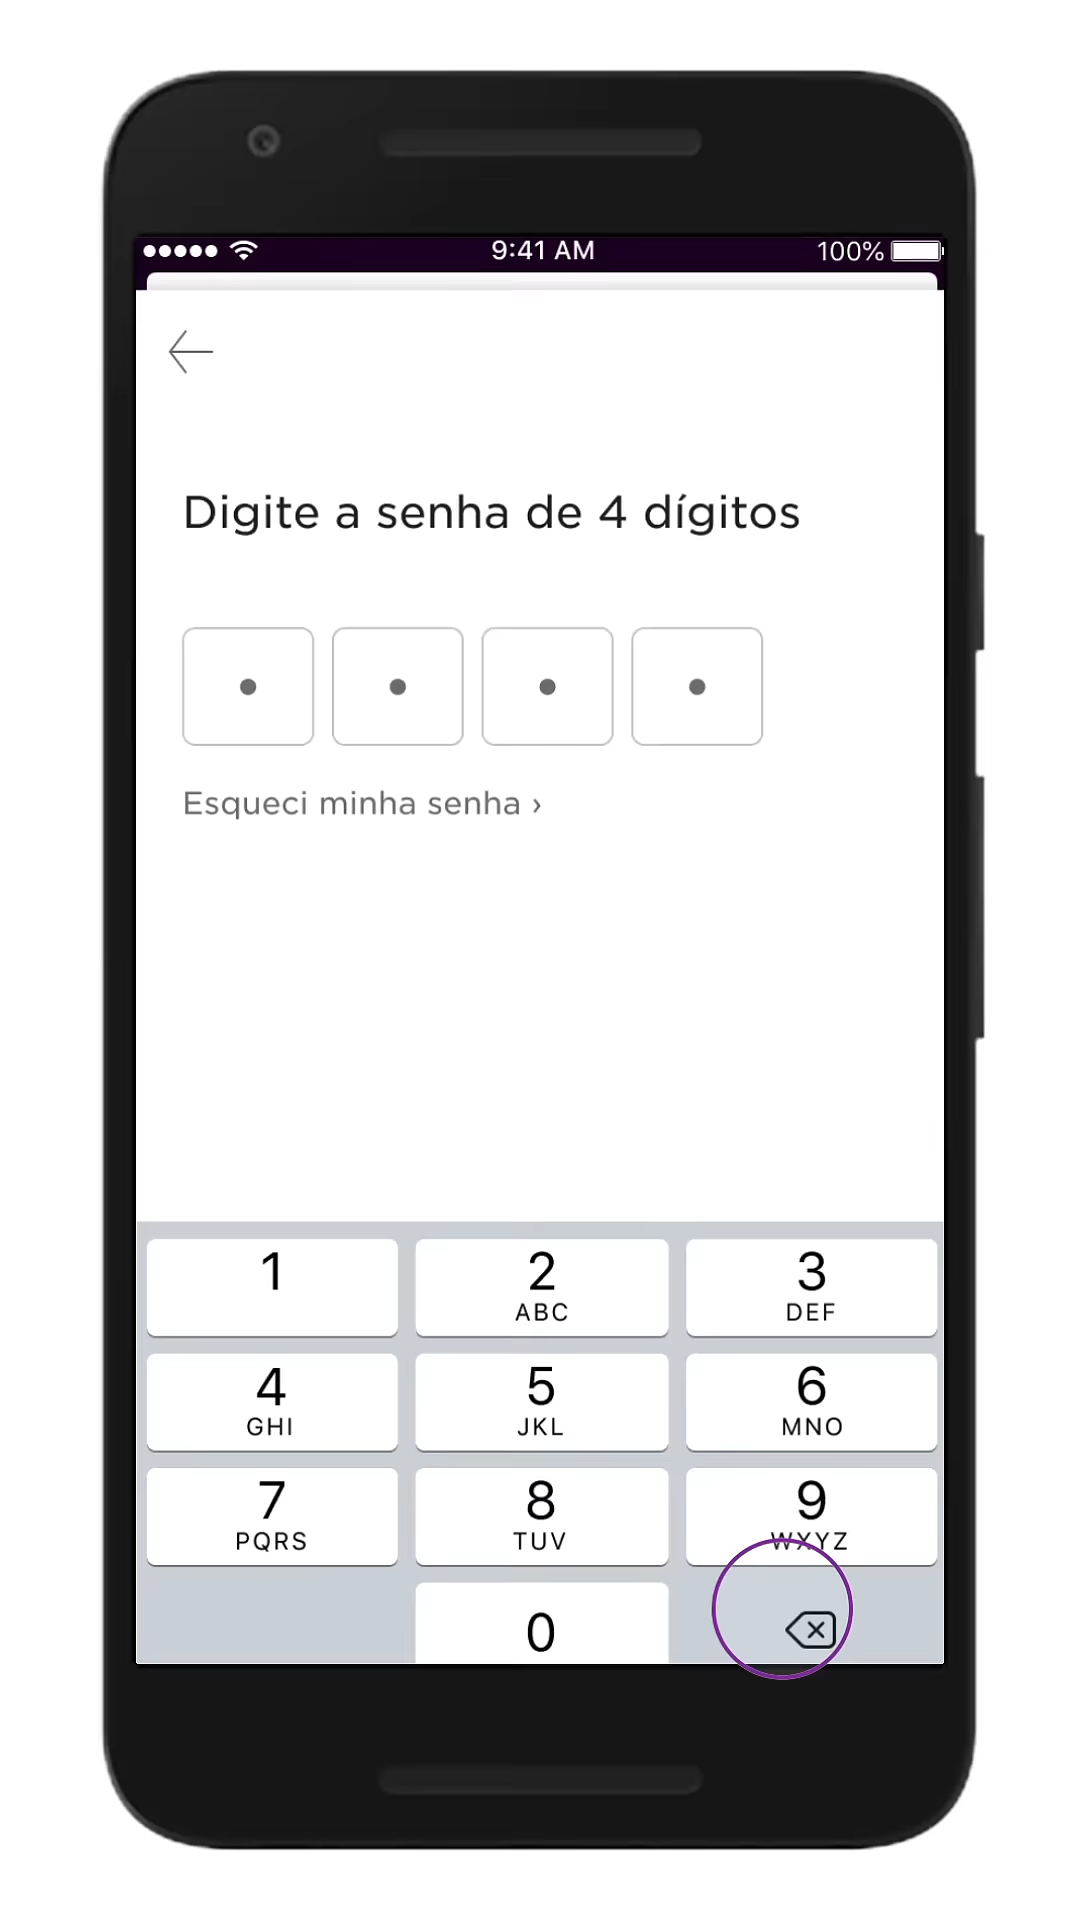 9:41 AM 100%
Digite a senha de 4 dígitos
Esqueci minha senha ›
1 2 3
ABC DEF
4 5 6
GHI JKL MNO
7 8 9
PQRS TUV WXYZ
0